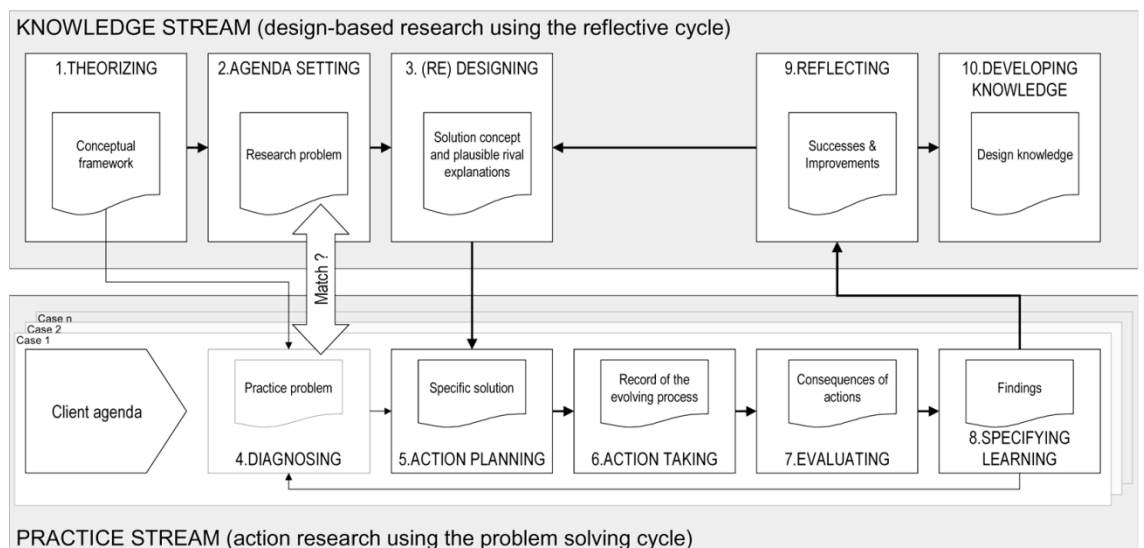 KNOWLEDGE STREAM (design-based research using the reflective cycle)
1.THEORIZING
Conceptual
framework
2.AGENDA SETTING
Research problem
3. (RE) DESIGNING
Solution concept
and plausible rival
explanations
9.REFLECTING
Successes &
Improvements
10.DEVELOPING
KNOWLEDGE
Design knowledge
Match ?
Case n
Case 2
Case 1
Client agenda
Practice problem
4.DIAGNOSING
Specific solution
5.ACTION PLANNING
Record of the
evolving process
6.ACTION TAKING
Consequences of
actions
7.EVALUATING
Findings
8.SPECIFYING
LEARNING
PRACTICE STREAM (action research using the problem solving cycle)